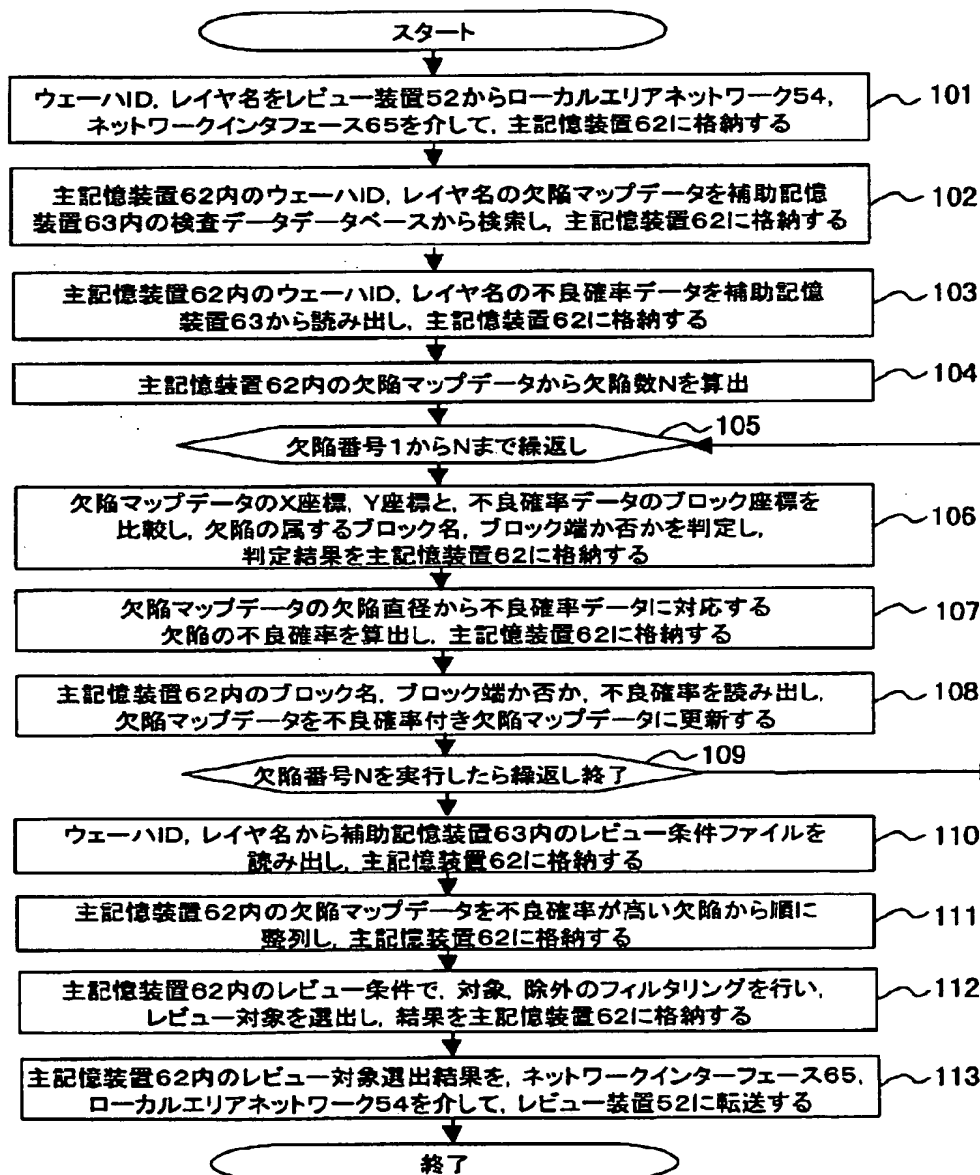 スタート
ウェーハID, レイヤ名をレビュー装置52からローカルエリアネットワーク54,
ネットワークインタフェース65を介して, 主記憶装置62に格納する
101
主記憶装置62内のウェーハID, レイヤ名の欠陥マップデータを補助記憶
装置63内の検査データデータベースから検索し, 主記憶装置62に格納する
102
主記憶装置62内のウェーハID, レイヤ名の不良確率データを補助記憶
装置63から読み出し, 主記憶装置62に格納する
103
主記憶装置62内の欠陥マップデータから欠陥数Nを算出
104
欠陥番号1からNまで繰返し
105
欠陥マップデータのX座標, Y座標と, 不良確率データのブロック座標を
比較し, 欠陥の属するブロック名, ブロック端か否かを判定し,
判定結果を主記憶装置62に格納する
106
欠陥マップデータの欠陥直径から不良確率データに対応する
欠陥の不良確率を算出し, 主記憶装置62に格納する
107
主記憶装置62内のブロック名, ブロック端か否か, 不良確率を読み出し,
欠陥マップデータを不良確率付き欠陥マップデータに更新する
108
欠陥番号Nを実行したら繰返し終了
109
ウェーハID, レイヤ名から補助記憶装置63内のレビュー条件ファイルを
読み出し, 主記憶装置62に格納する
110
主記憶装置62内の欠陥マップデータを不良確率が高い欠陥から順に
整列し, 主記憶装置62に格納する
111
主記憶装置62内のレビュー条件で, 対象, 除外のフィルタリングを行い,
レビュー対象を選出し, 結果を主記憶装置62に格納する
112
主記憶装置62内のレビュー対象選出結果を, ネットワークインターフェース65,
ローカルエリアネットワーク54を介して, レビュー装置52に転送する
113
終了